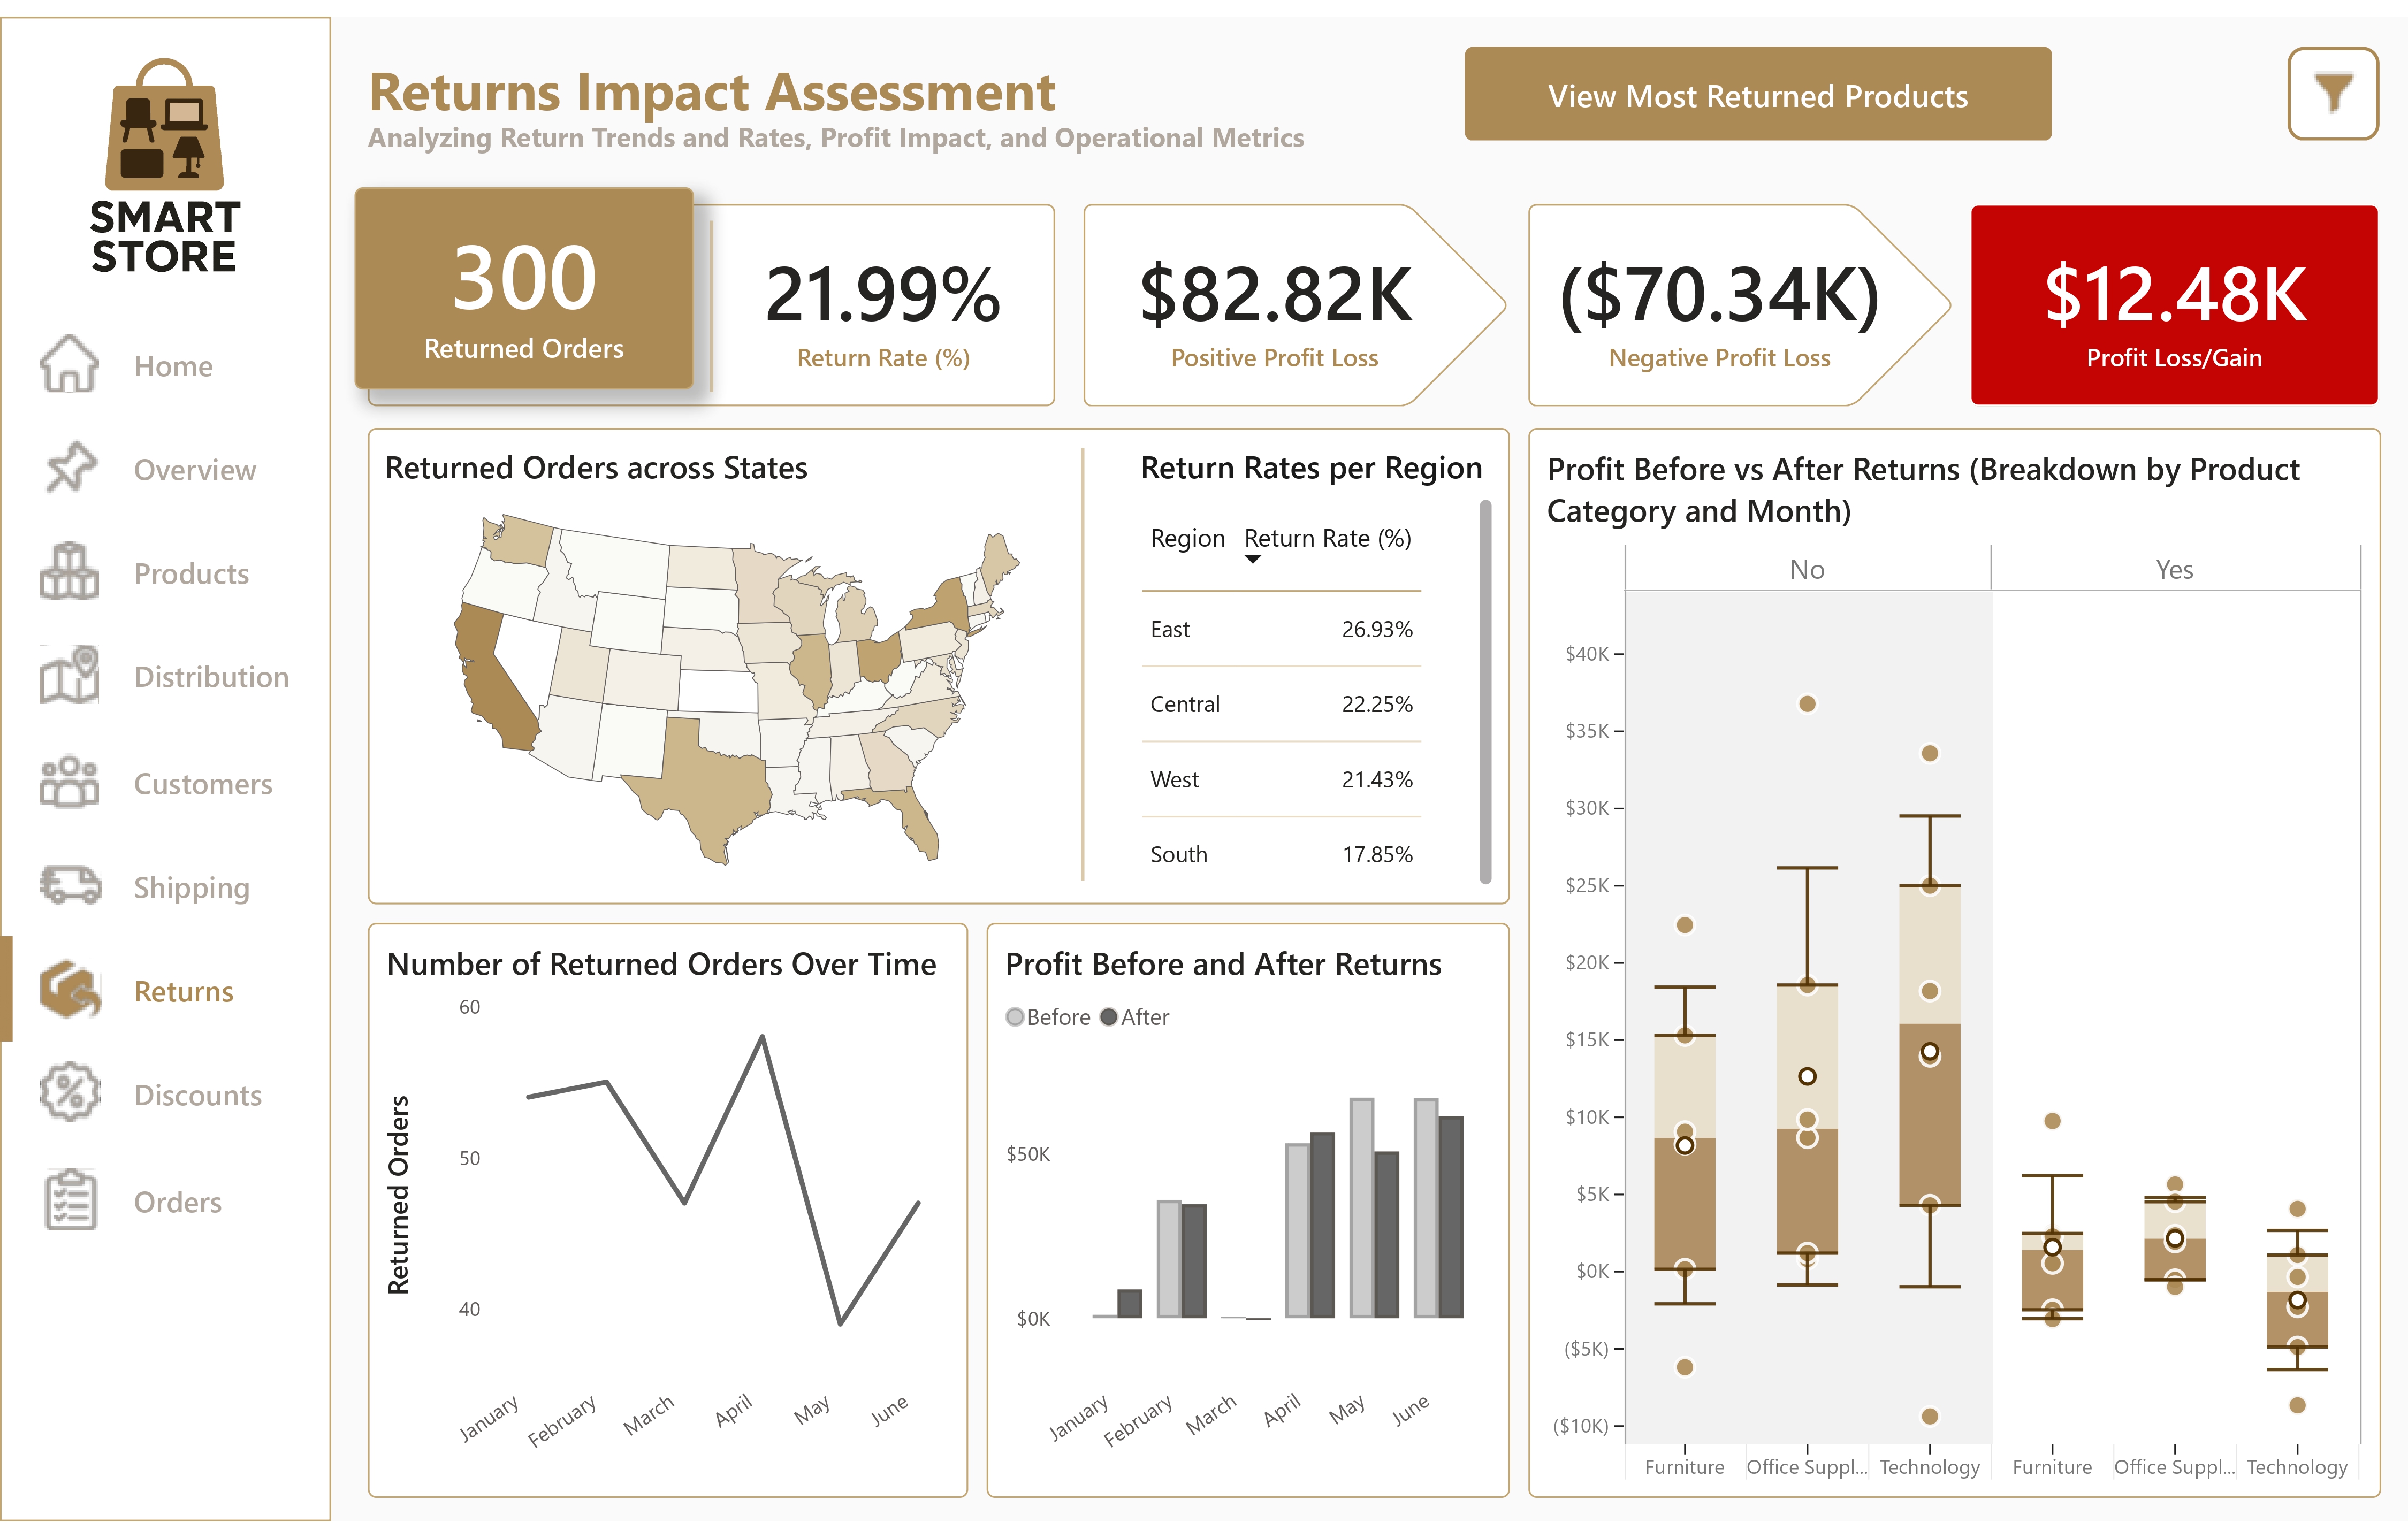 SMART
STORE
Home
Overview
Products
Distribution
Customers
Shipping
Returns
Discounts
Orders
Returns Impact Assessment
Analyzing Return Trends and Rates, Profit Impact, and Operational Metrics
View Most Returned Products
300
Returned Orders
21.99%
Return Rate (%)
$82.82K
Positive Profit Loss
($70.34K)
Negative Profit Loss
$12.48K
Profit Loss/Gain
Returned Orders across States
Return Rates per Region
Region Return Rate (%)
East 26.93%
Central 22.25%
West 21.43%
South 17.85%
Number of Returned Orders Over Time
Returned Orders
60
50
40
January February March April May June
Profit Before and After Returns
Before After
$50K
$0K
January February March April May June
Profit Before vs After Returns (Breakdown by Product
Category and Month)
No Yes
$40K
$35K
$30K
$25K
$20K
$15K
$10K
$5K
$0K
($5K)
($10K)
Furniture Office Suppl... Technology Furniture Office Suppl... Technology